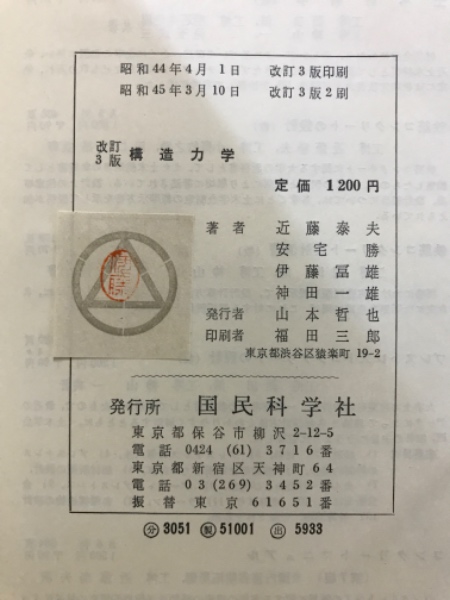 昭和44年4月1日 改訂3版印刷
昭和45年3月10日 改訂3版2刷
改訂3版 構造力学
定価 1200円
著者 近藤泰夫
安宅勝
伊藤冨雄
神田一雄
発行者 山本哲也
印刷者 福田三郎
東京都渋谷区猿楽町 19-2
発行所 国民科学社
東京都保谷市柳沢2-12-5
電話 0424 (61) 3716番
東京都新宿区天神町64
電話 03 (269) 3452番
振替 東京 61651番
分 3051 製 51001 出 5933